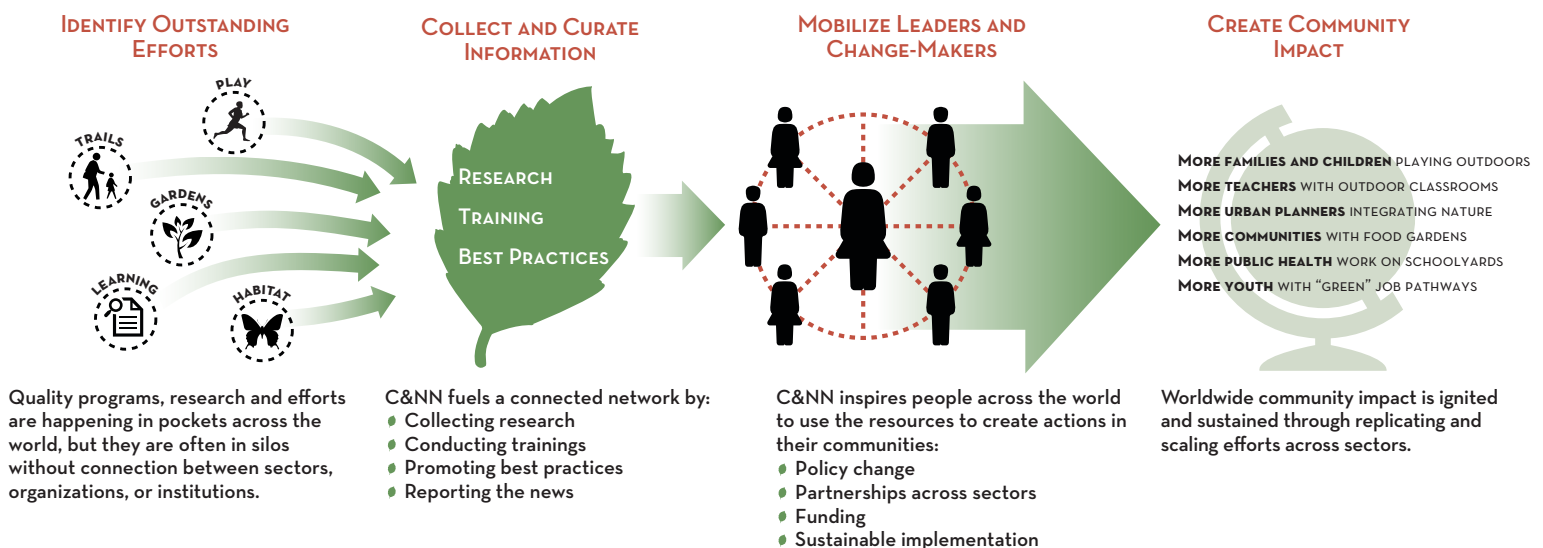 Identify Outstanding
Efforts
Play
Trails
Gardens
Learning
Habitat
Quality programs, research and efforts
are happening in pockets across the
world, but they are often in silos
without connection between sectors,
organizations, or institutions.
Collect and Curate
Information
Research
Training
Best Practices
C&NN fuels a connected network by:
Collecting research
Conducting trainings
Promoting best practices
Reporting the news
Mobilize Leaders and
Change-Makers
C&NN inspires people across the world
to use the resources to create actions in
their communities:
Policy change
Partnerships across sectors
Funding
Sustainable implementation
Create Community
Impact
More families and children playing outdoors
More teachers with outdoor classrooms
More urban planners integrating nature
More communities with food gardens
More public health work on schoolyards
More youth with “green” job pathways
Worldwide community impact is ignited
and sustained through replicating and
scaling efforts across sectors.